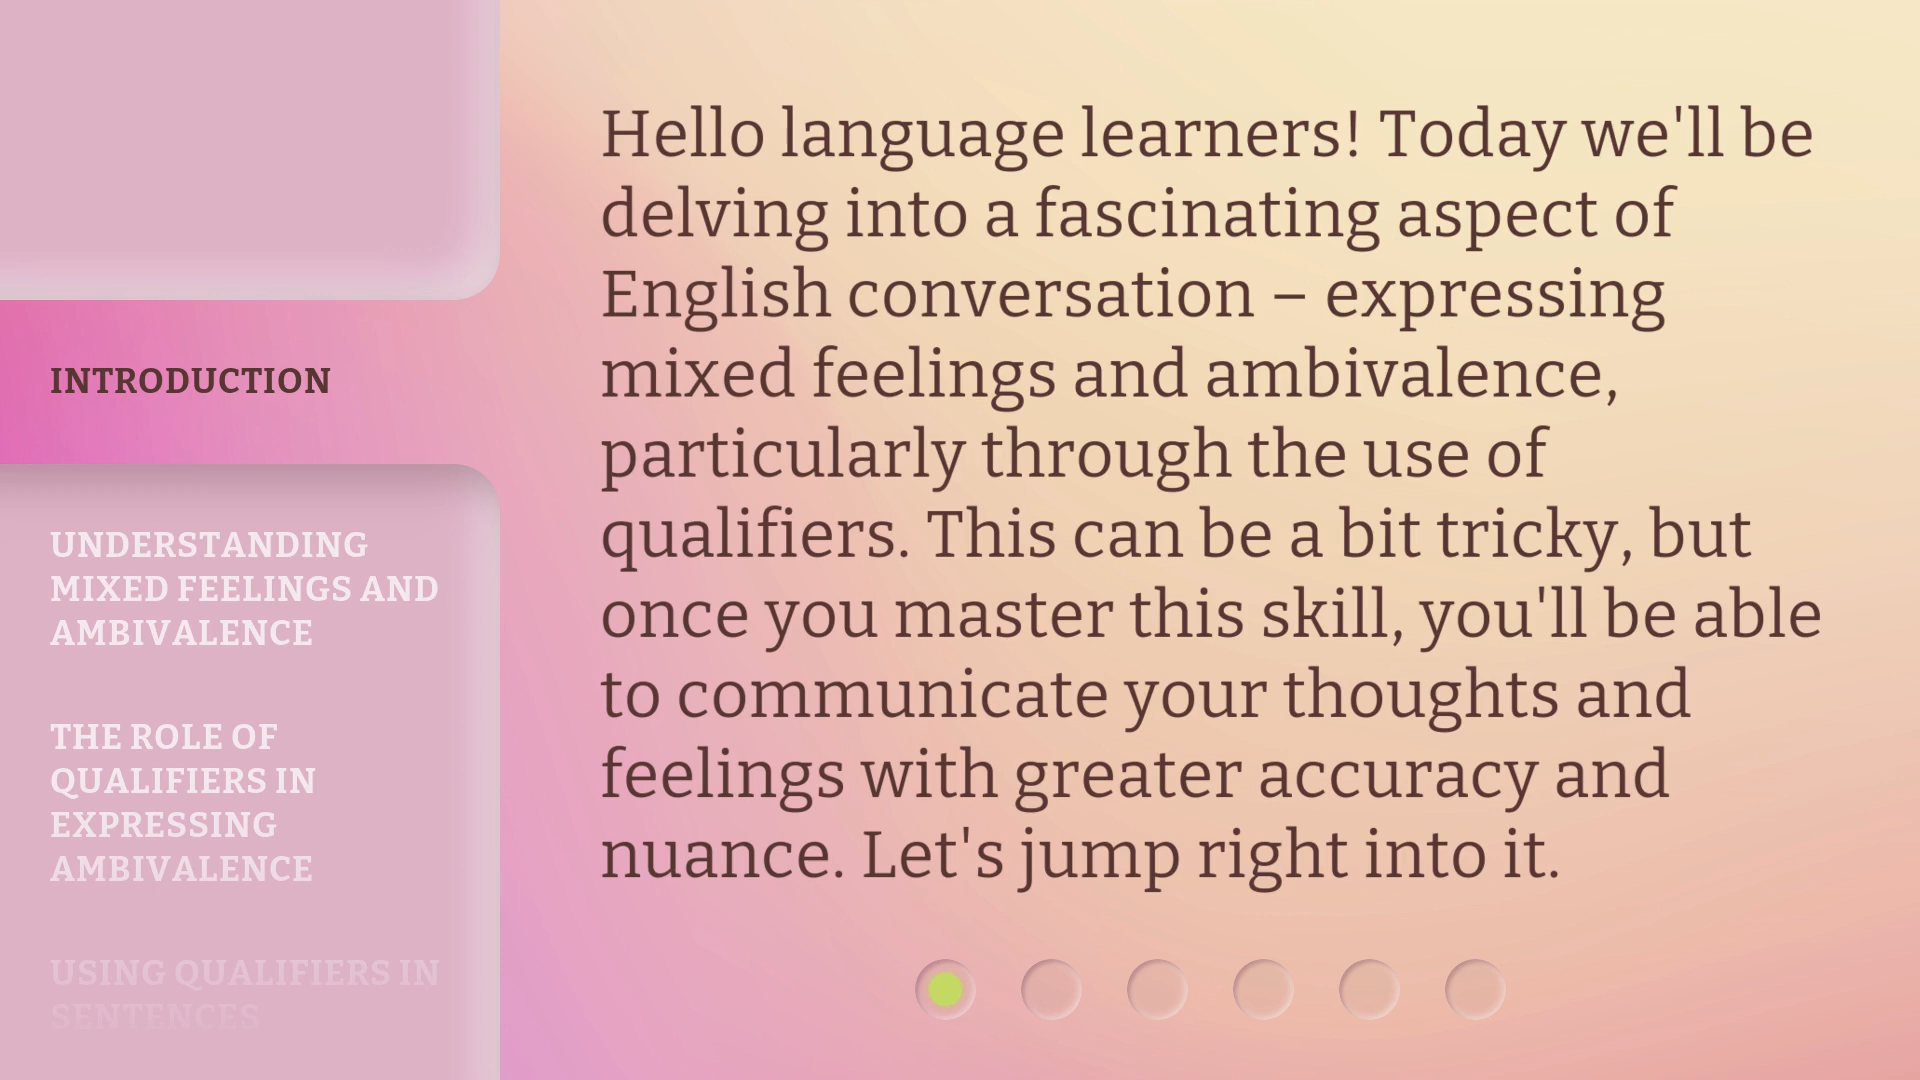 INTRODUCTION
UNDERSTANDING
MIXED FEELINGS AND
AMBIVALENCE
THE ROLE OF
QUALIFIERS IN
EXPRESSING
AMBIVALENCE
USING QUALIFIERS IN
SENTENCES
Hello language learners! Today we'll be
delving into a fascinating aspect of
English conversation – expressing
mixed feelings and ambivalence,
particularly through the use of
qualifiers. This can be a bit tricky, but
once you master this skill, you'll be able
to communicate your thoughts and
feelings with greater accuracy and
nuance. Let's jump right into it.